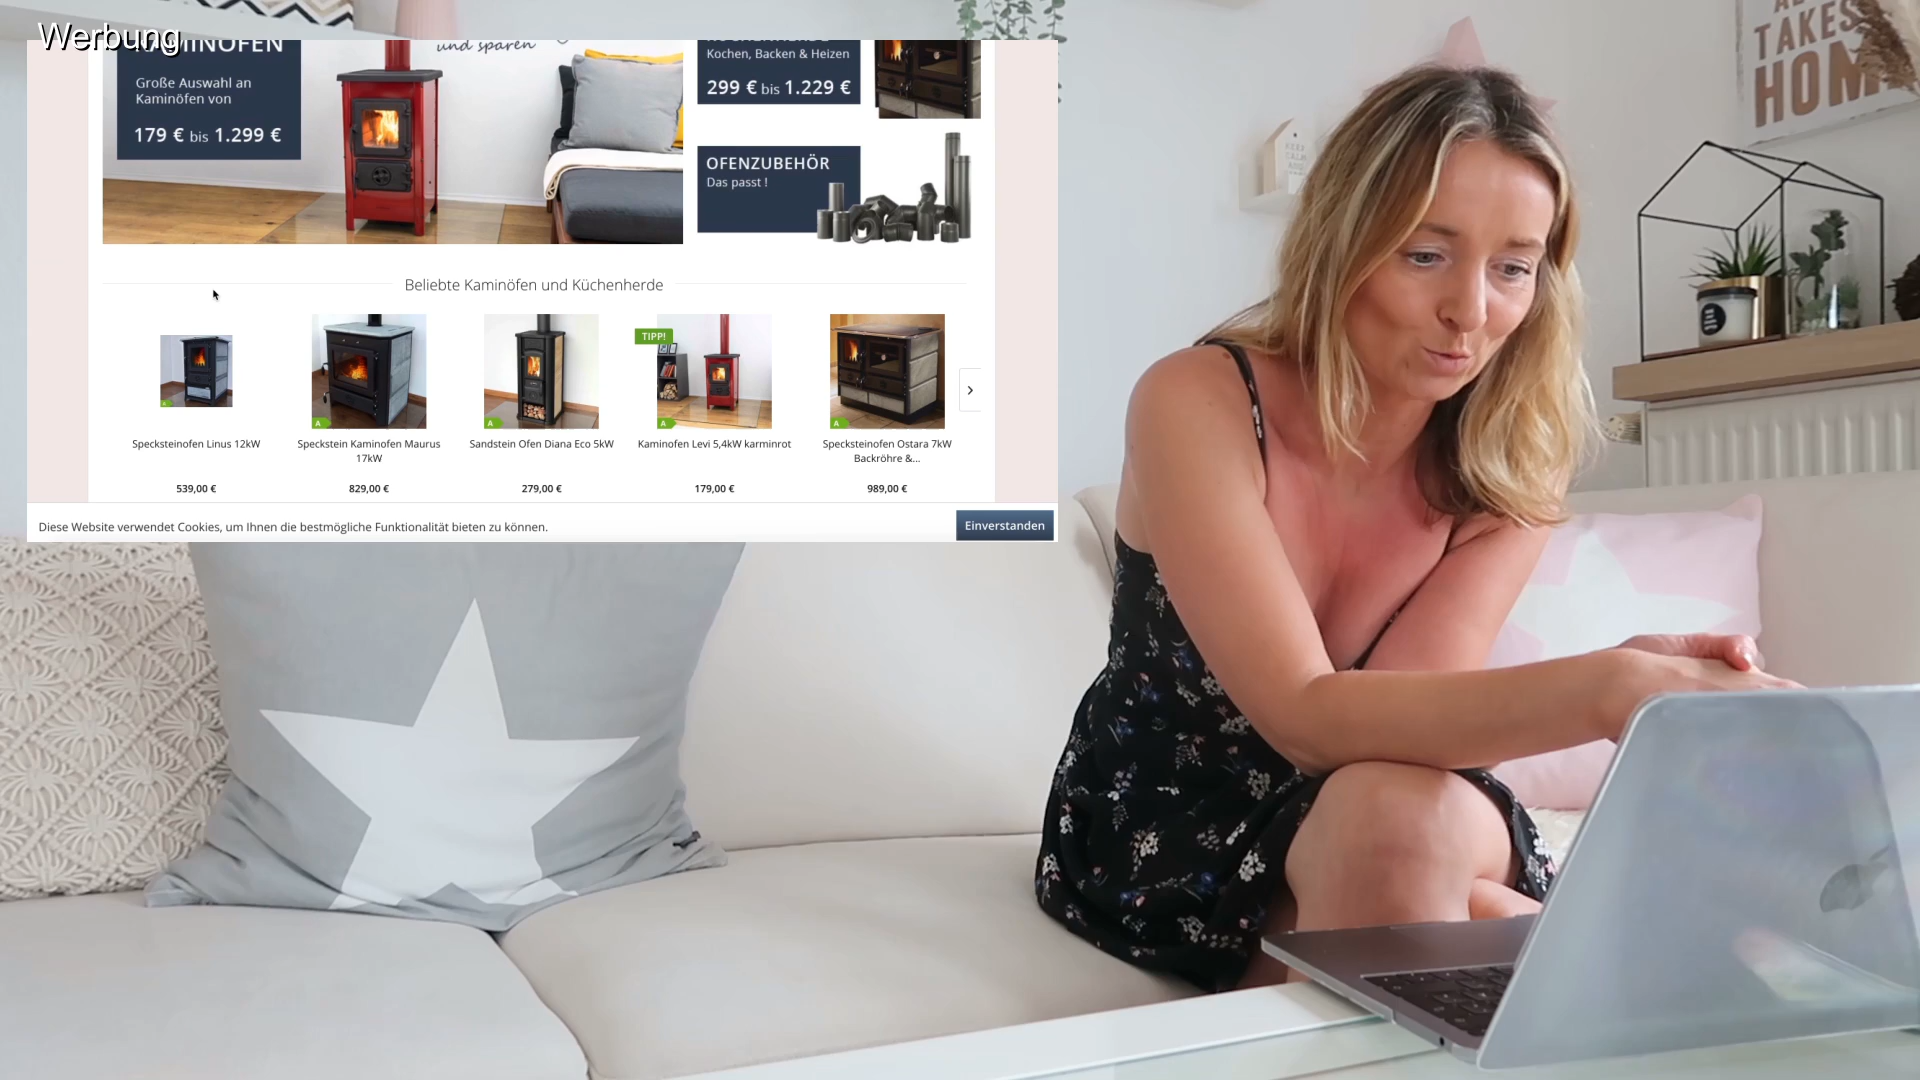 Werbung
KAMINÖFEN
und sparen
Große Auswahl an
Kaminöfen von
179 € bis 1.299 €
Kochen, Backen & Heizen
299 € bis 1.229 €
OFENZUBEHÖR
Das passt !
Beliebte Kaminöfen und Küchenherde
TIPP!
A
A
A
A
A
Specksteinofen Linus 12kW
Speckstein Kaminofen Maurus
17kW
Sandstein Ofen Diana Eco 5kW
Kaminofen Levi 5,4kW karminrot
Specksteinofen Ostara 7kW
Backröhre &...
539,00 €
829,00 €
279,00 €
179,00 €
989,00 €
Diese Website verwendet Cookies, um Ihnen die bestmögliche Funktionalität bieten zu können.
Einverstanden
TAKES
HOM